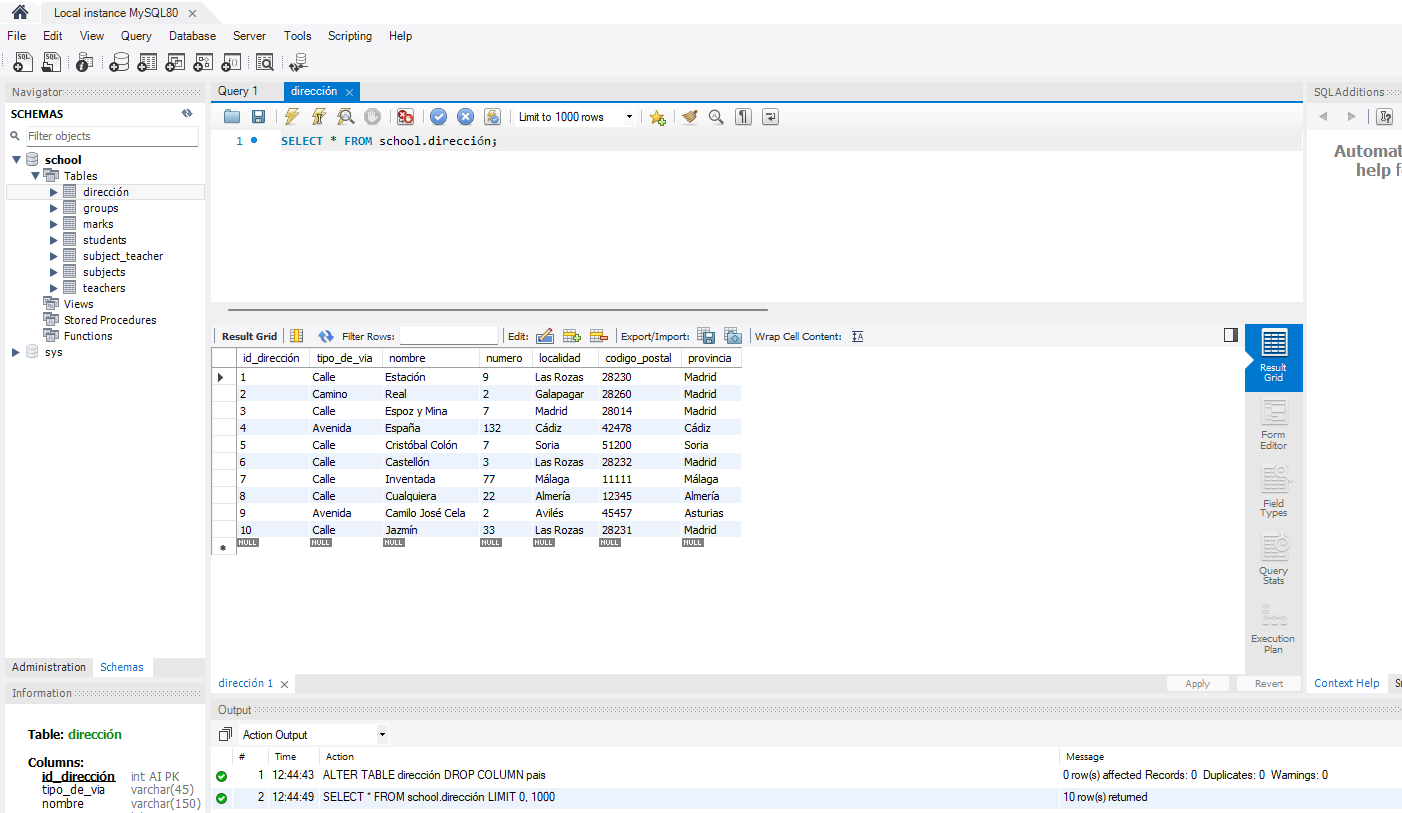 Local instance MySQL80
File Edit View Query Database Server Tools Scripting Help
Navigator
SCHEMAS
Filter objects
school
Tables
dirección
groups
marks
students
subject_teacher
subjects
teachers
Views
Stored Procedures
Functions
sys
Administration Schemas
Information
Table: dirección
Columns:
id_dirección int AI PK
tipo_de_via varchar(45)
nombre varchar(150)
Query 1 dirección
Limit to 1000 rows
1 SELECT * FROM school.dirección;
Result Grid Filter Rows: Edit: Export/Import: Wrap Cell Content:
id_dirección tipo_de_via nombre numero localidad codigo_postal provincia
1 Calle Estación 9 Las Rozas 28230 Madrid
2 Camino Real 2 Galapagar 28260 Madrid
3 Calle Espoz y Mina 7 Madrid 28014 Madrid
4 Avenida España 132 Cádiz 42478 Cádiz
5 Calle Cristóbal Colón 7 Soria 51200 Soria
6 Calle Castellón 3 Las Rozas 28232 Madrid
7 Calle Inventada 77 Málaga 11111 Málaga
8 Calle Cualquiera 22 Almería 12345 Almería
9 Avenida Camilo José Cela 2 Avilés 45457 Asturias
10 Calle Jazmín 33 Las Rozas 28231 Madrid
NULL NULL NULL NULL NULL NULL NULL
Result
Grid
Form
Editor
Field
Types
Query
Stats
Execution
Plan
dirección 1
Apply Revert
Output
Action Output
# Time Action Message
1 12:44:43 ALTER TABLE dirección DROP COLUMN pais 0 row(s) affected Records: 0 Duplicates: 0 Warnings: 0
2 12:44:49 SELECT * FROM school.dirección LIMIT 0, 1000 10 row(s) returned
SQLAdditions
Automat
help f
Context Help